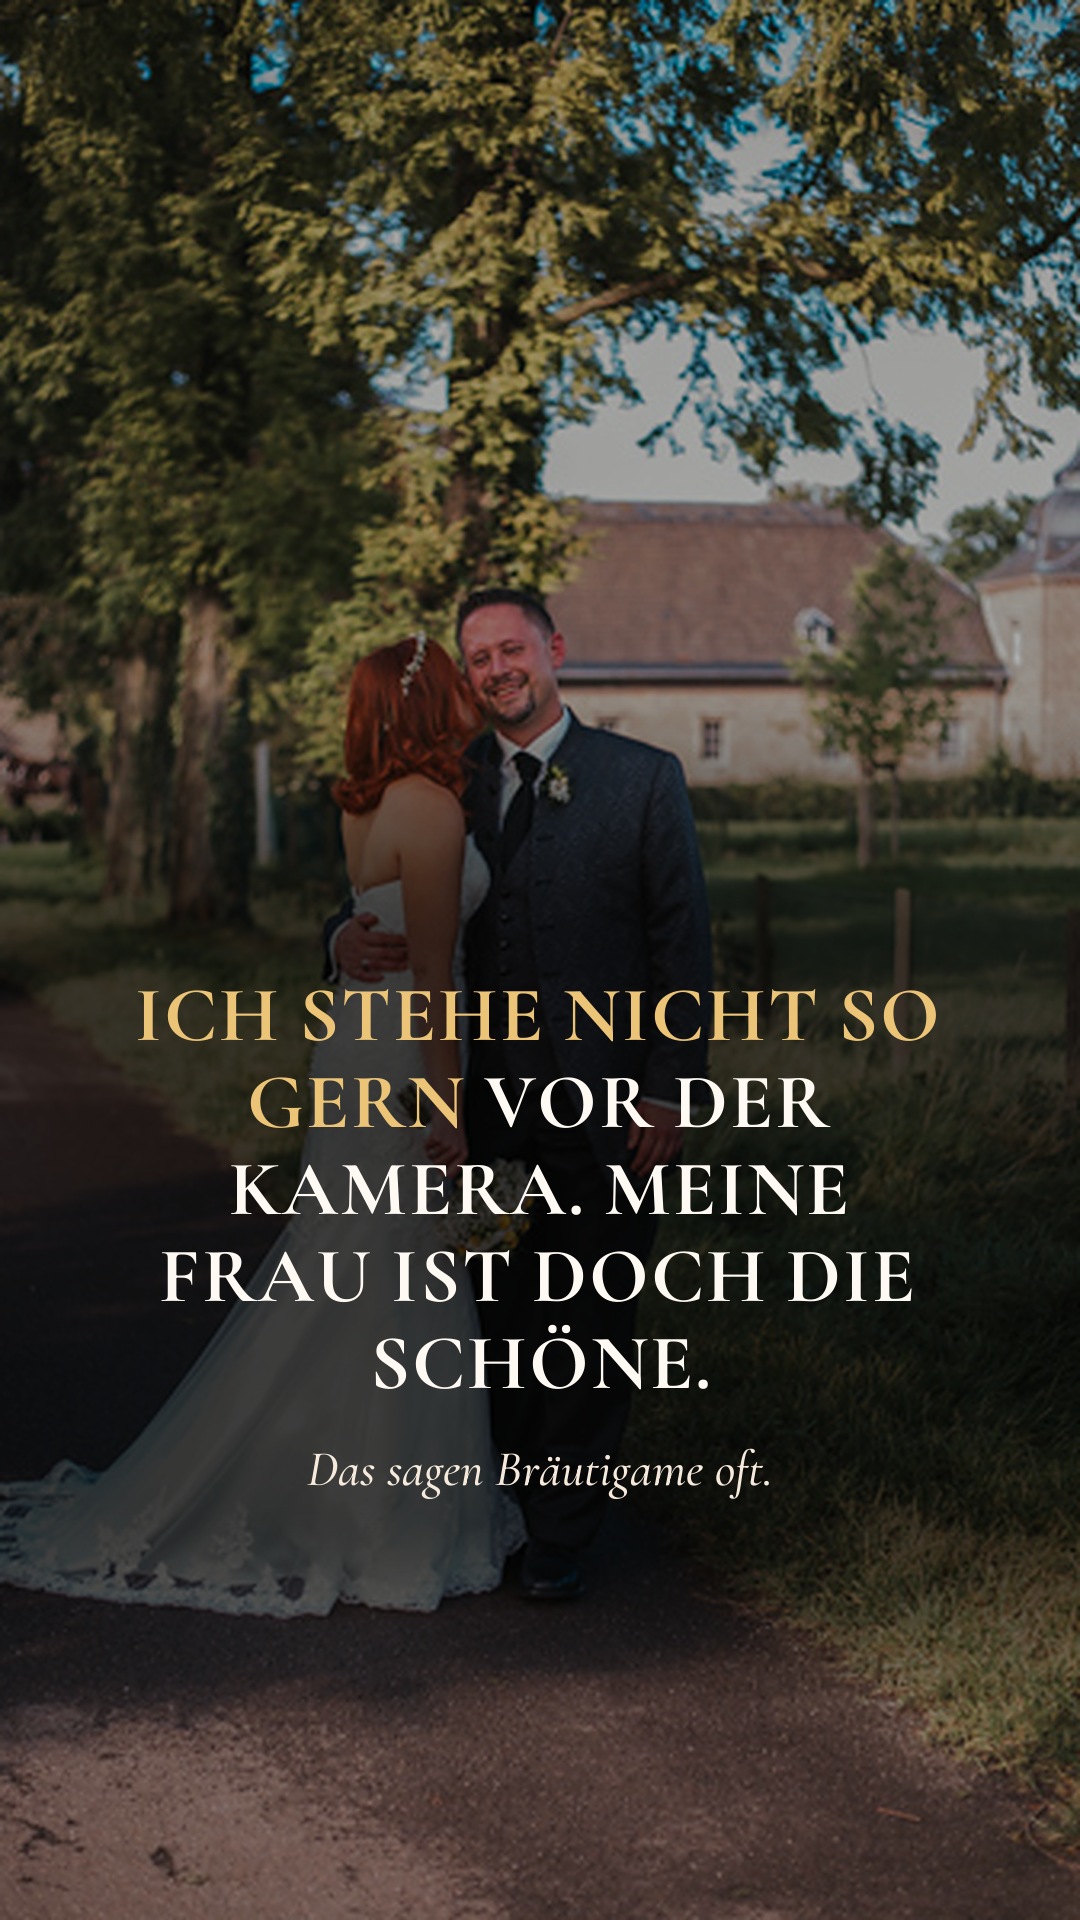 ICH STEHE NICHT SO
GERN VOR DER
KAMERA. MEINE
FRAU IST DOCH DIE
SCHÖNE.
Das sagen Bräutigame oft.